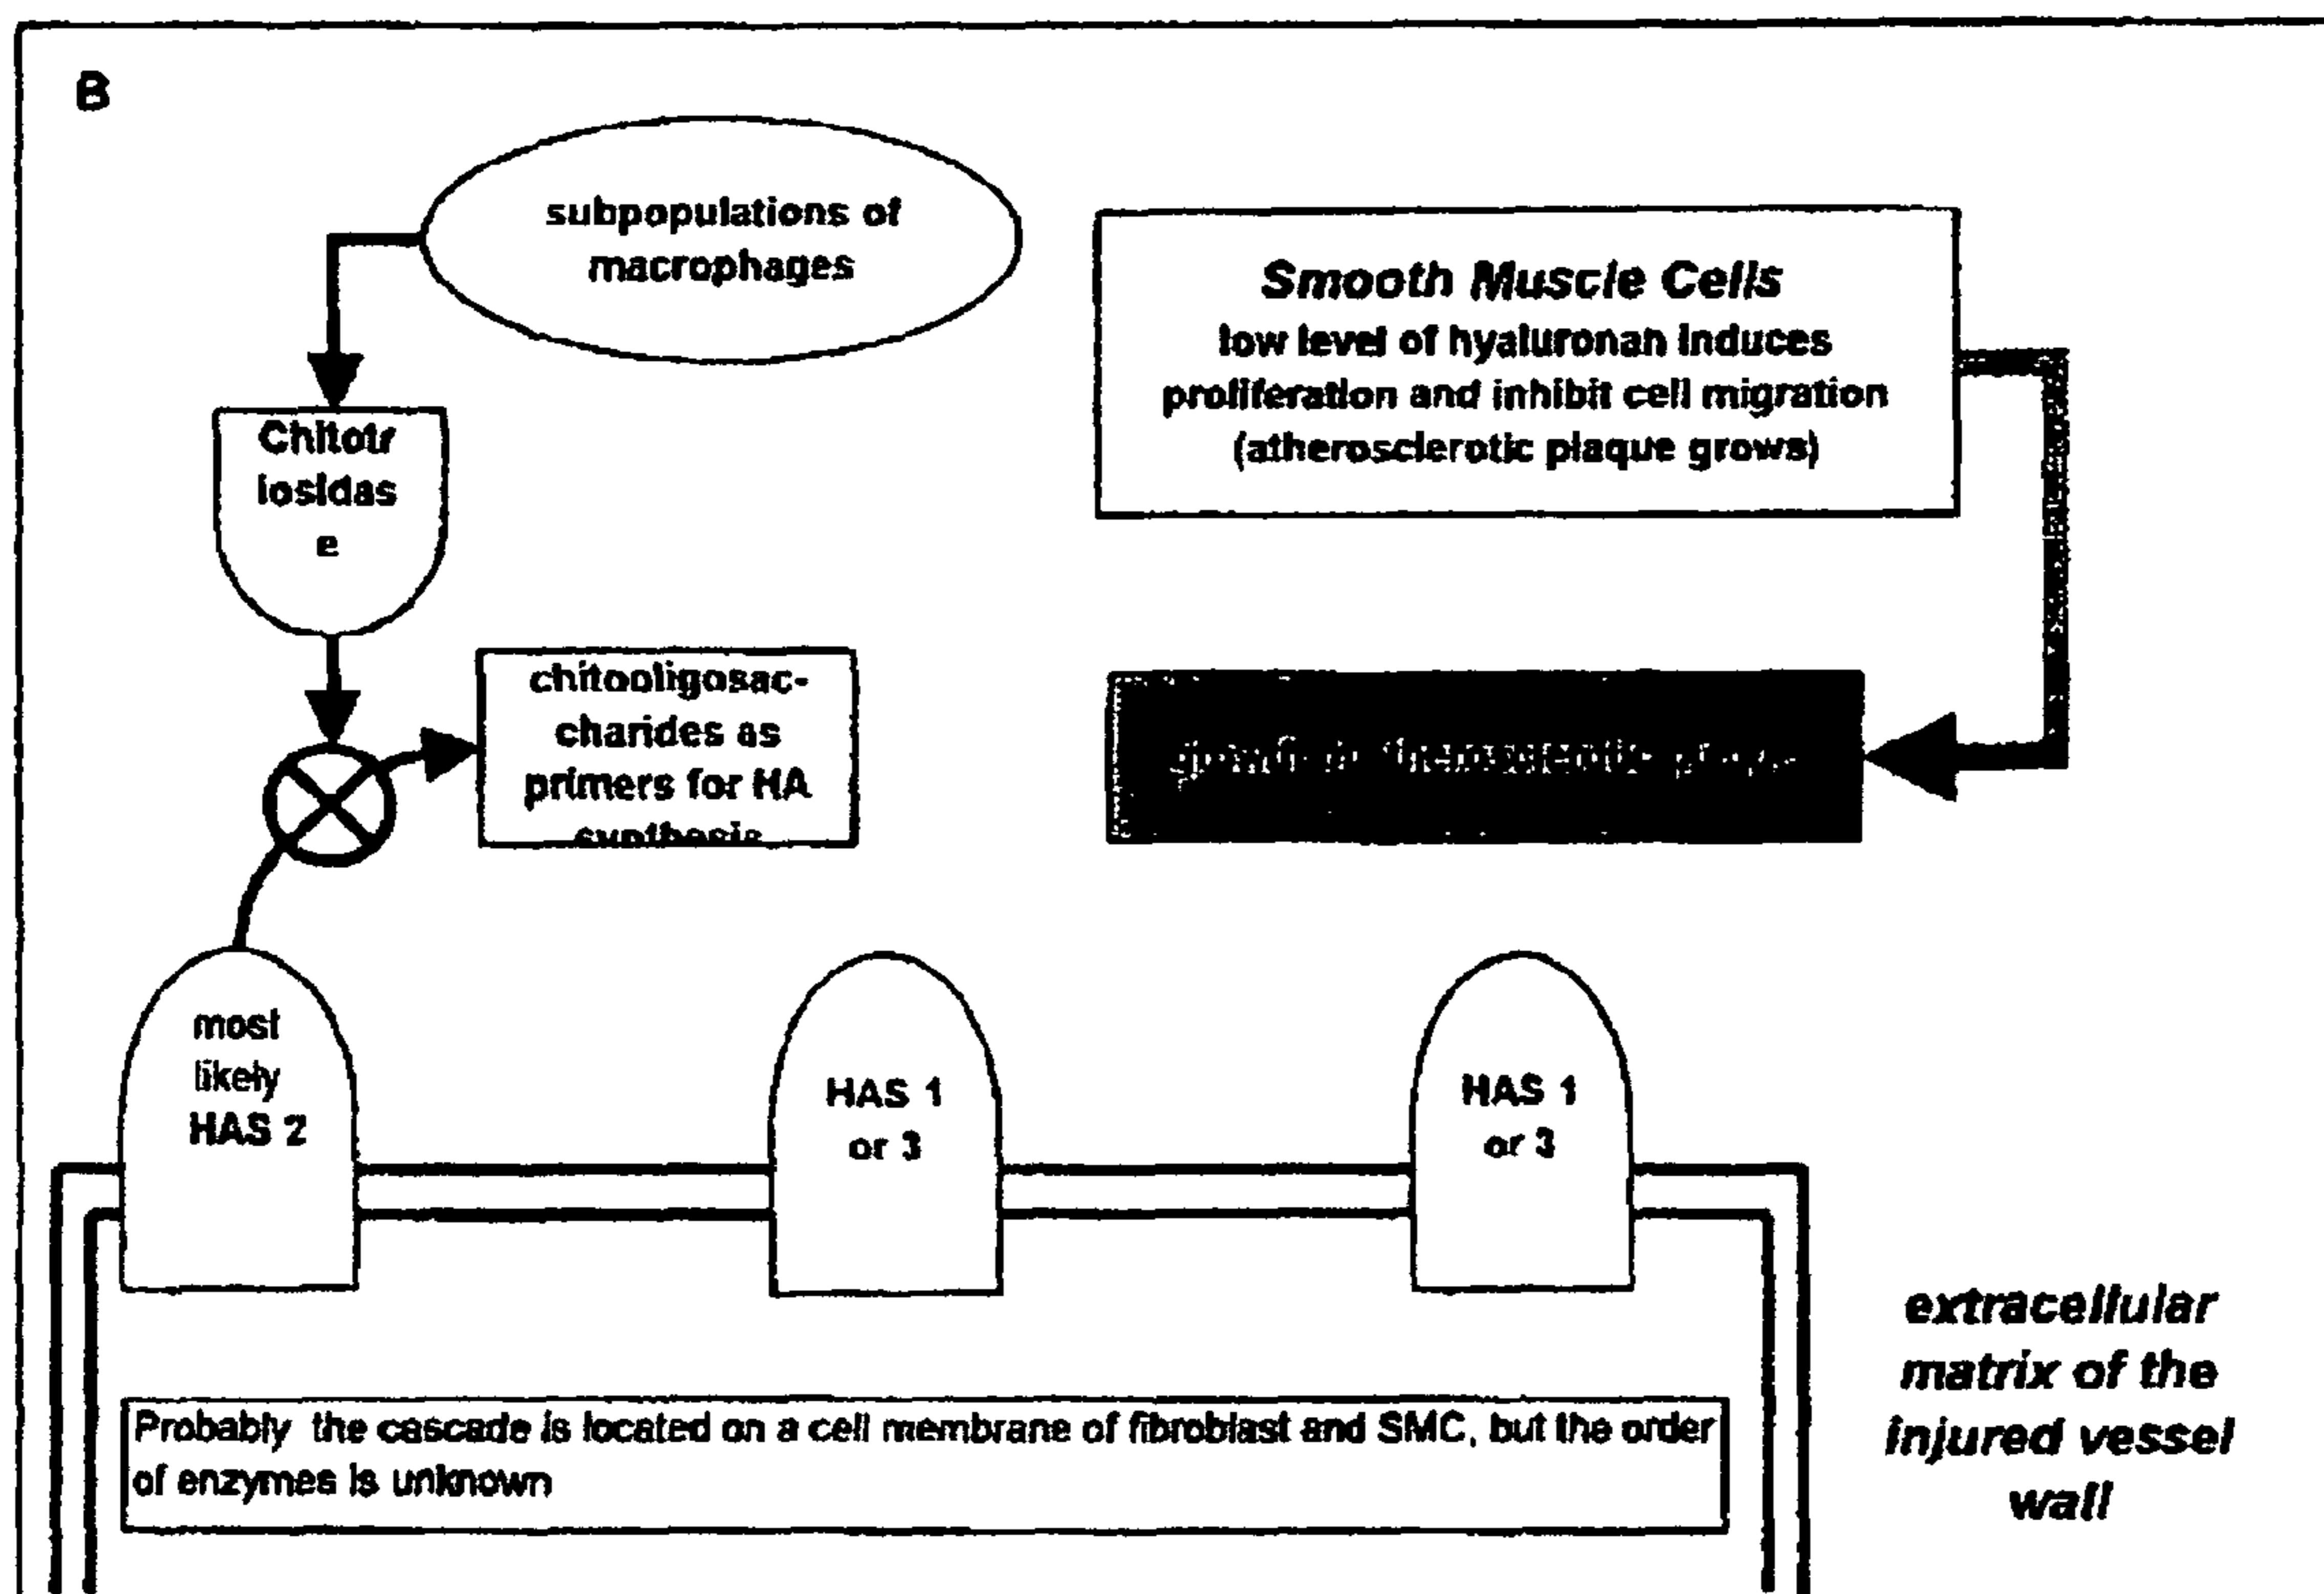 B
subpopulations of
macrophages
Smooth Muscle Cells
low level of hyaluronan induces
proliferation and inhibit cell migration
(atherosclerotic plaque grows)
Chitotr
iosidas
e
chitooligosac-
charides as
primers for HA
synthesis
most
likely
HAS 2
HAS 1
or 3
HAS 1
or 3
extracellular
matrix of the
injured vessel
wall
Probably the cascade is located on a cell membrane of fibroblast and SMC, but the order
of enzymes is unknown